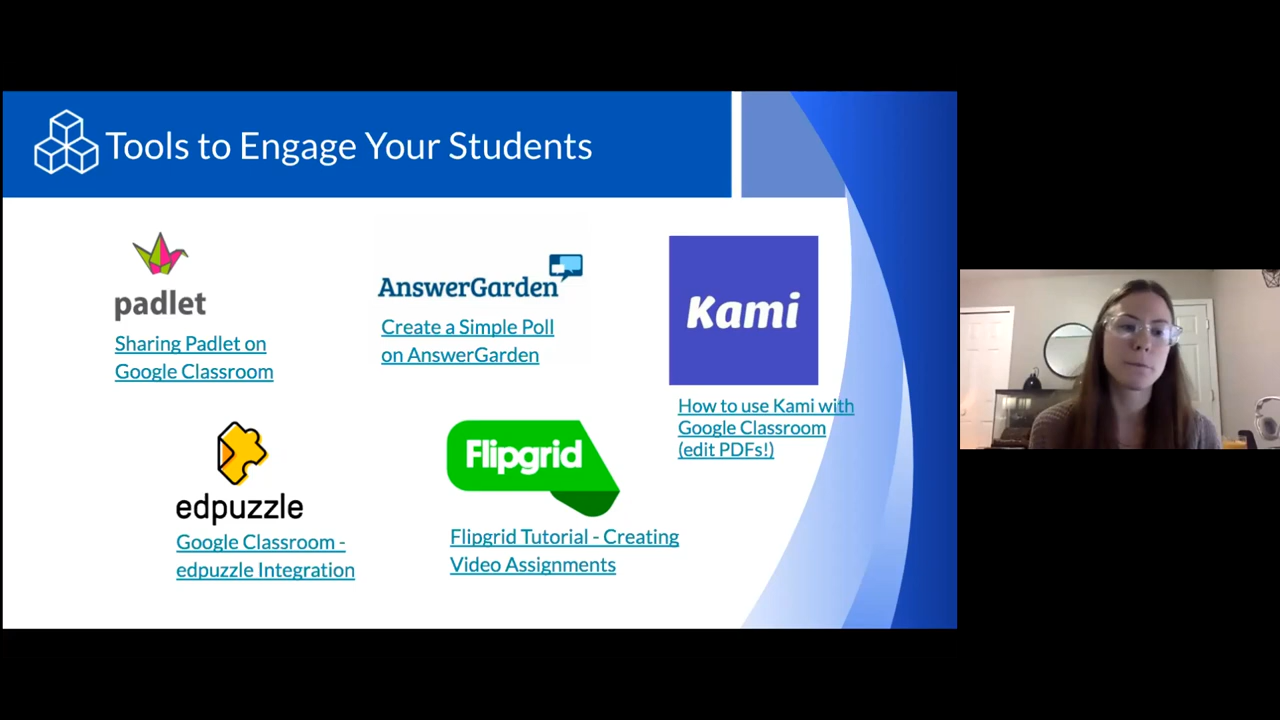 Tools to Engage Your Students
padlet
Sharing Padlet on
Google Classroom
AnswerGarden
Create a Simple Poll
on AnswerGarden
Kami
How to use Kami with
Google Classroom
(edit PDFs!)
edpuzzle
Google Classroom -
edpuzzle Integration
Flipgrid
Flipgrid Tutorial - Creating
Video Assignments